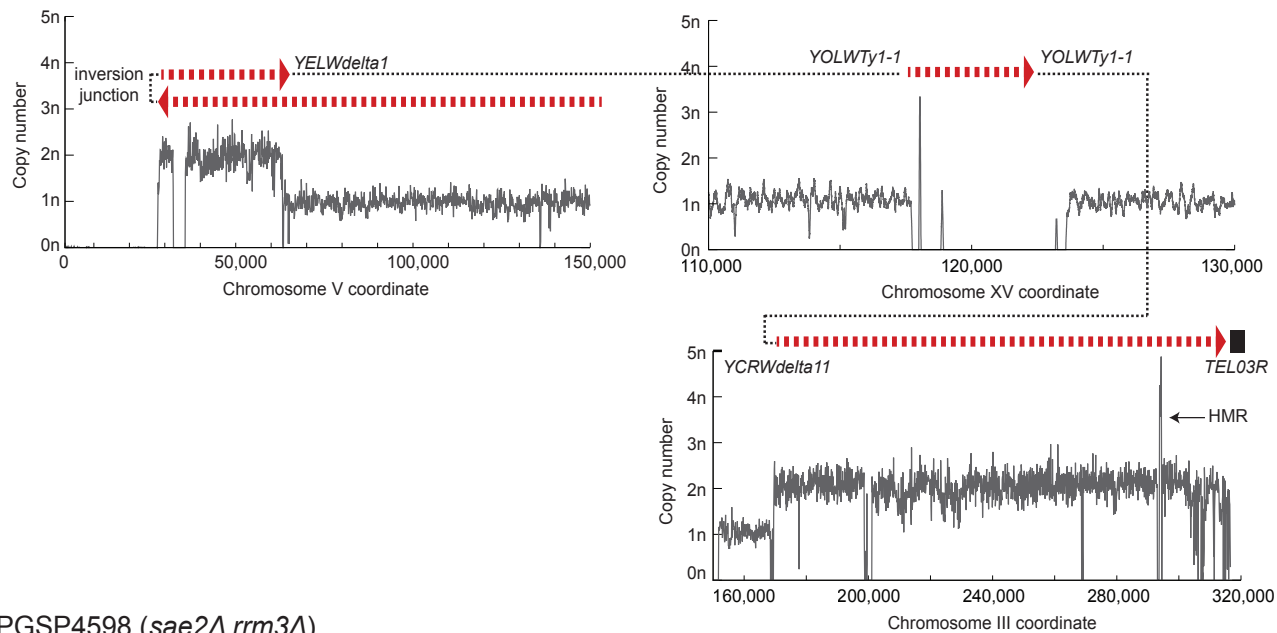 5n
4n
3n
2n
1n
0n
Copy number
inversion
junction
YELWdelta1
0
50,000
100,000
150,000
Chromosome V coordinate
5n
4n
3n
2n
1n
0n
Copy number
YOLWTy1-1
YOLWTy1-1
110,000
120,000
130,000
Chromosome XV coordinate
5n
4n
3n
2n
1n
0n
Copy number
YCRWdelta11
TEL03R
HMR
160,000
200,000
240,000
280,000
320,000
Chromosome III coordinate
PGSP4598 (sae2Δ rrm3Δ)